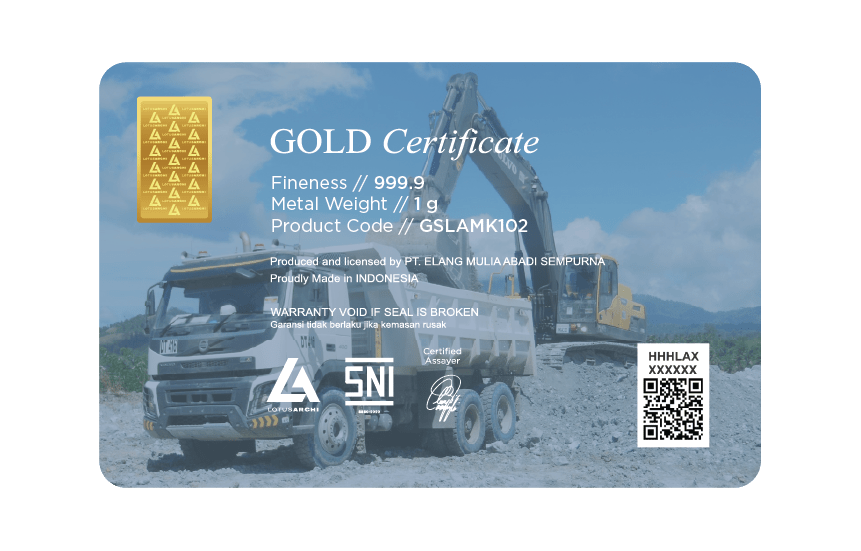 GOLD Certificate
Fineness // 999.9
Metal Weight // 1 g
Product Code // GSLAMK102
Produced and licensed by PT. ELANG MULIA ABADI SEMPURNA
Proudly Made in INDONESIA
WARRANTY VOID IF SEAL IS BROKEN
Garansi tidak berlaku jika kemasan rusak
LOTUSARCHI
SNI
Certified
Assayer
HHHLAX
XXXXXX
VOLVO